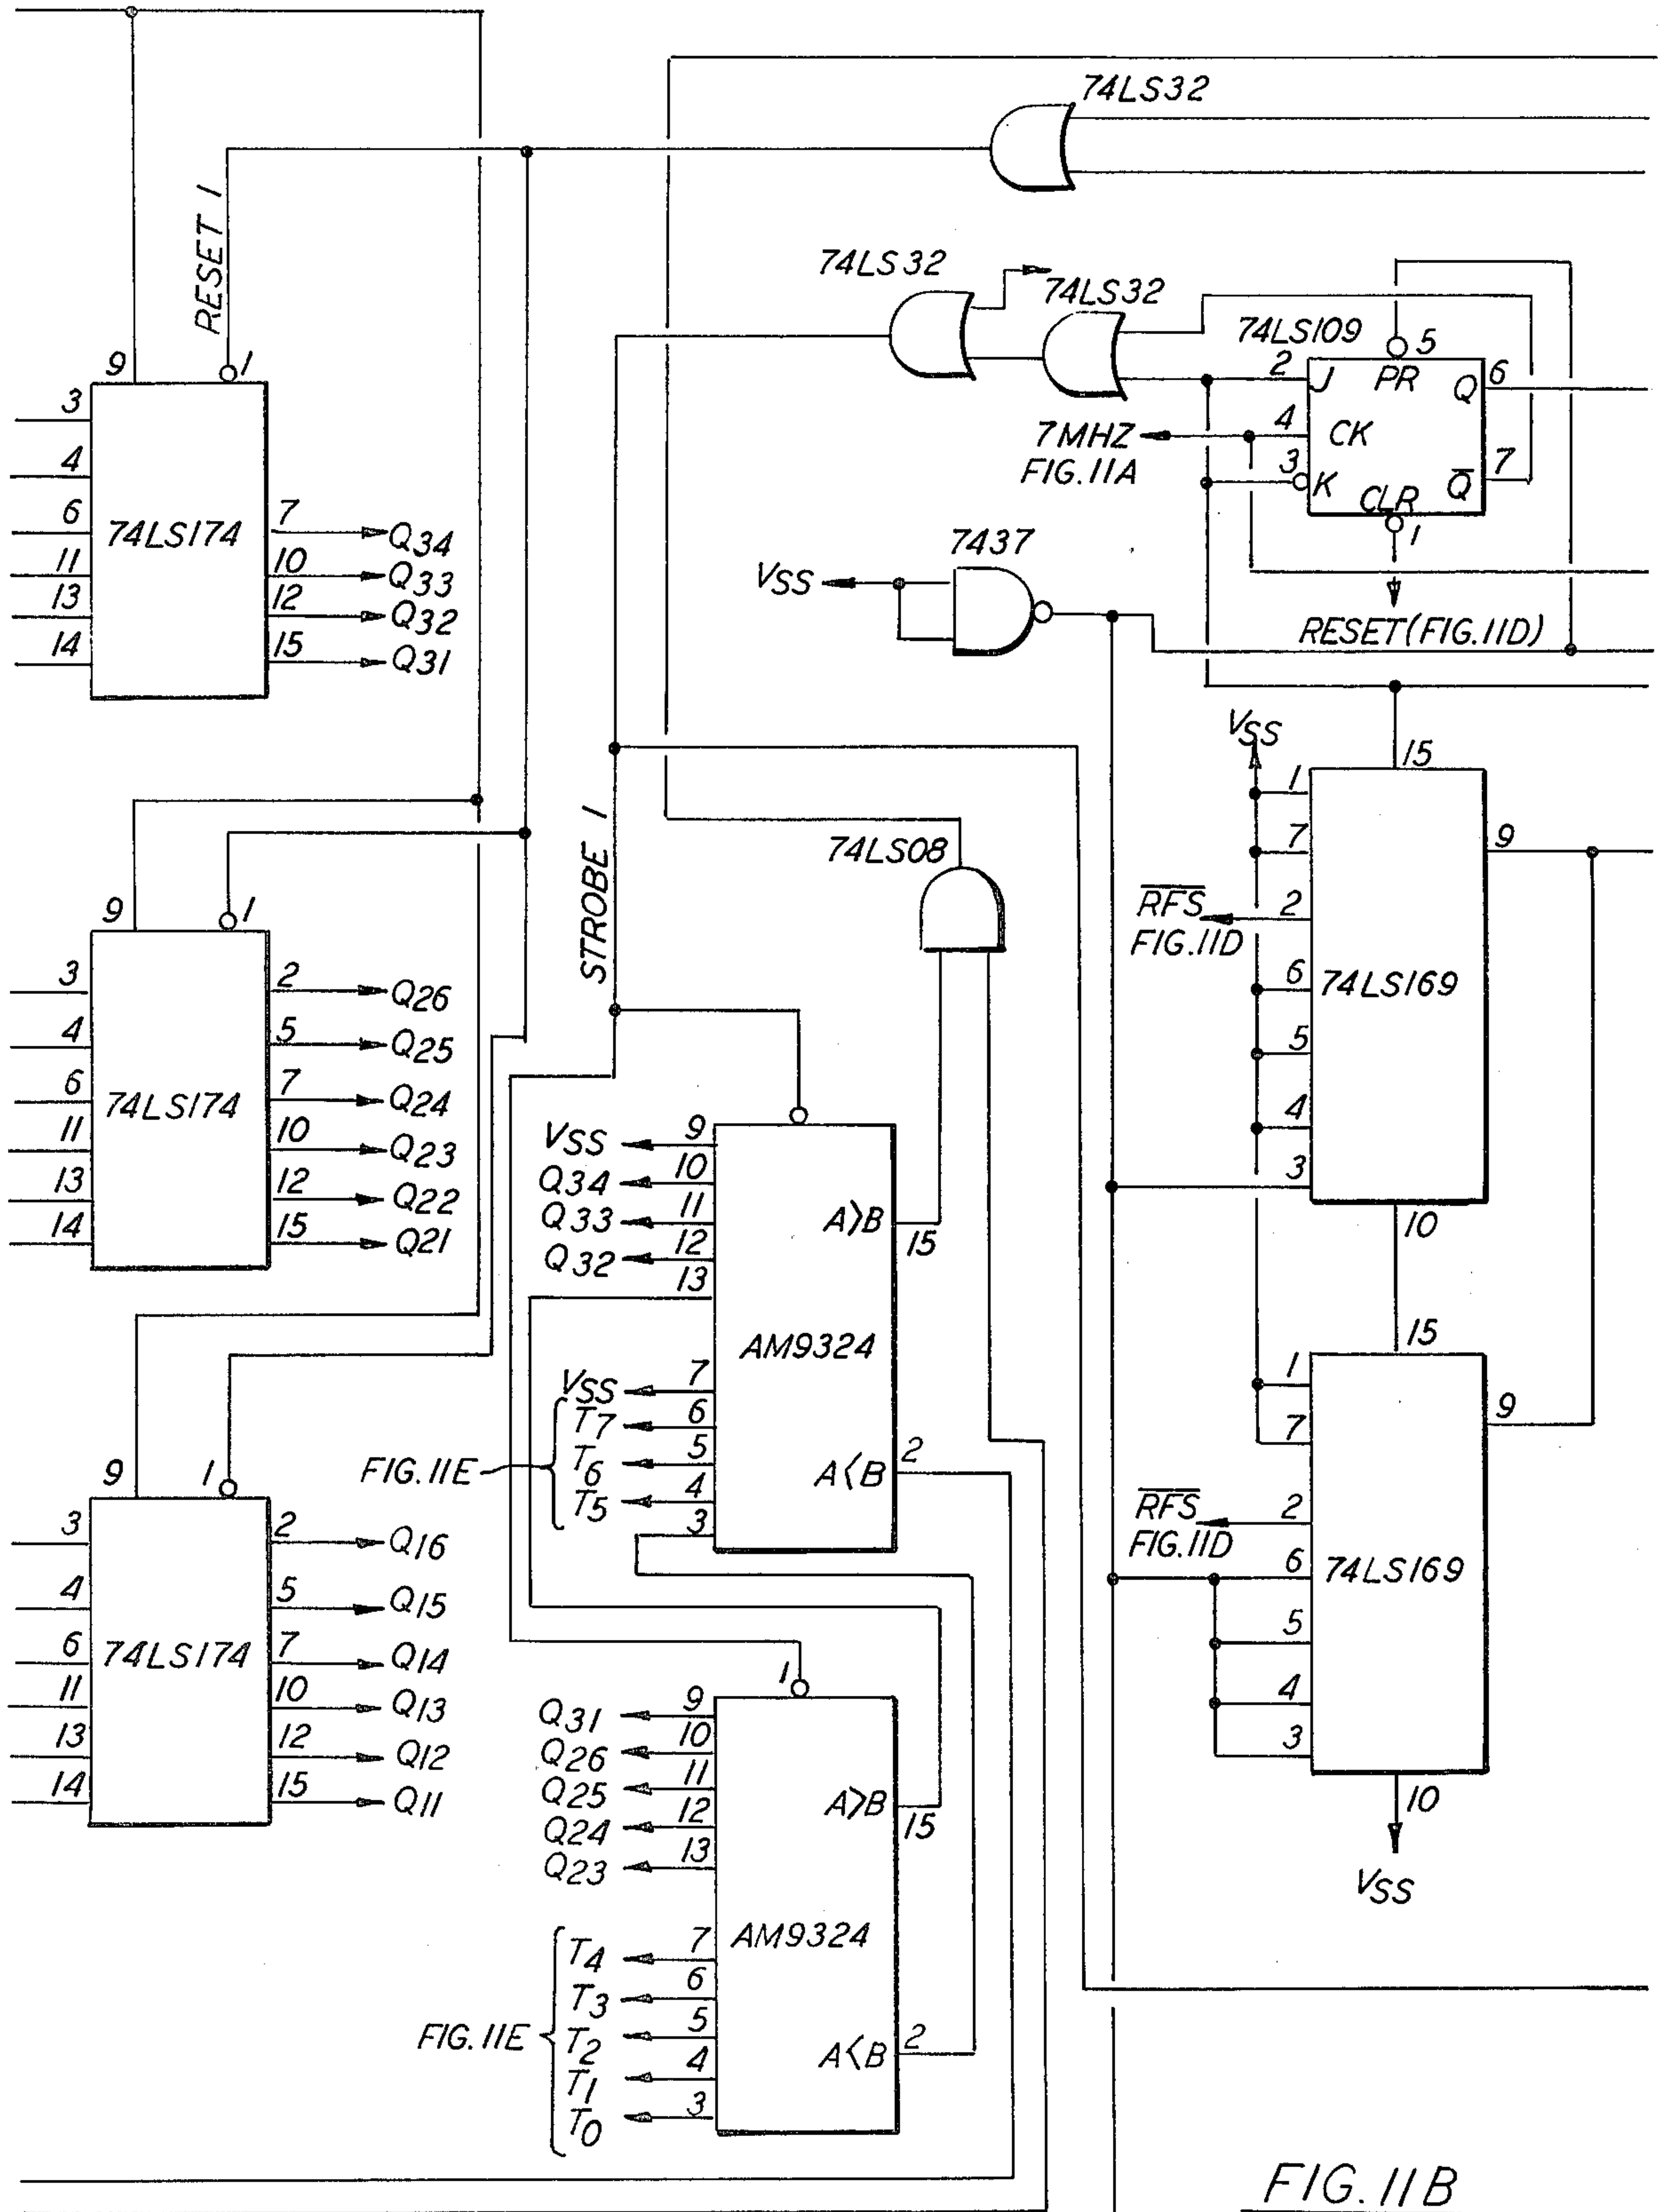 74LS32
RESET 1
74LS32
74LS32
74LS109
9
1
5
2
J
PR
Q
6
3
4
6
11
13
14
74LS174
7
Q34
10
Q33
12
Q32
15
Q31
7MHZ
FIG.11A
4
CK
3
K
CLR
Q̅
7
1
7437
VSS
RESET(FIG.11D)
VSS
15
1
7
9
R̅F̅S̅
2
FIG.11D
6
74LS169
5
4
3
10
STROBE 1
74LS08
9
1
3
4
6
11
13
14
74LS174
2
Q26
5
Q25
7
Q24
10
Q23
12
Q22
15
Q21
VSS
9
Q34
10
Q33
11
Q32
12
13
A>B
15
AM9324
VSS
7
T7
6
FIG.11E
T6
5
T5
4
3
A<B
2
15
1
7
9
R̅F̅S̅
2
FIG.11D
6
74LS169
5
4
3
10
VSS
9
1
3
4
6
11
13
14
74LS174
2
Q16
5
Q15
7
Q14
10
Q13
12
Q12
15
Q11
1
Q31
9
Q26
10
Q25
11
Q24
12
Q23
13
A>B
15
AM9324
T4
7
T3
6
FIG.11E
T2
5
T1
4
T0
3
A<B
2
FIG.11B